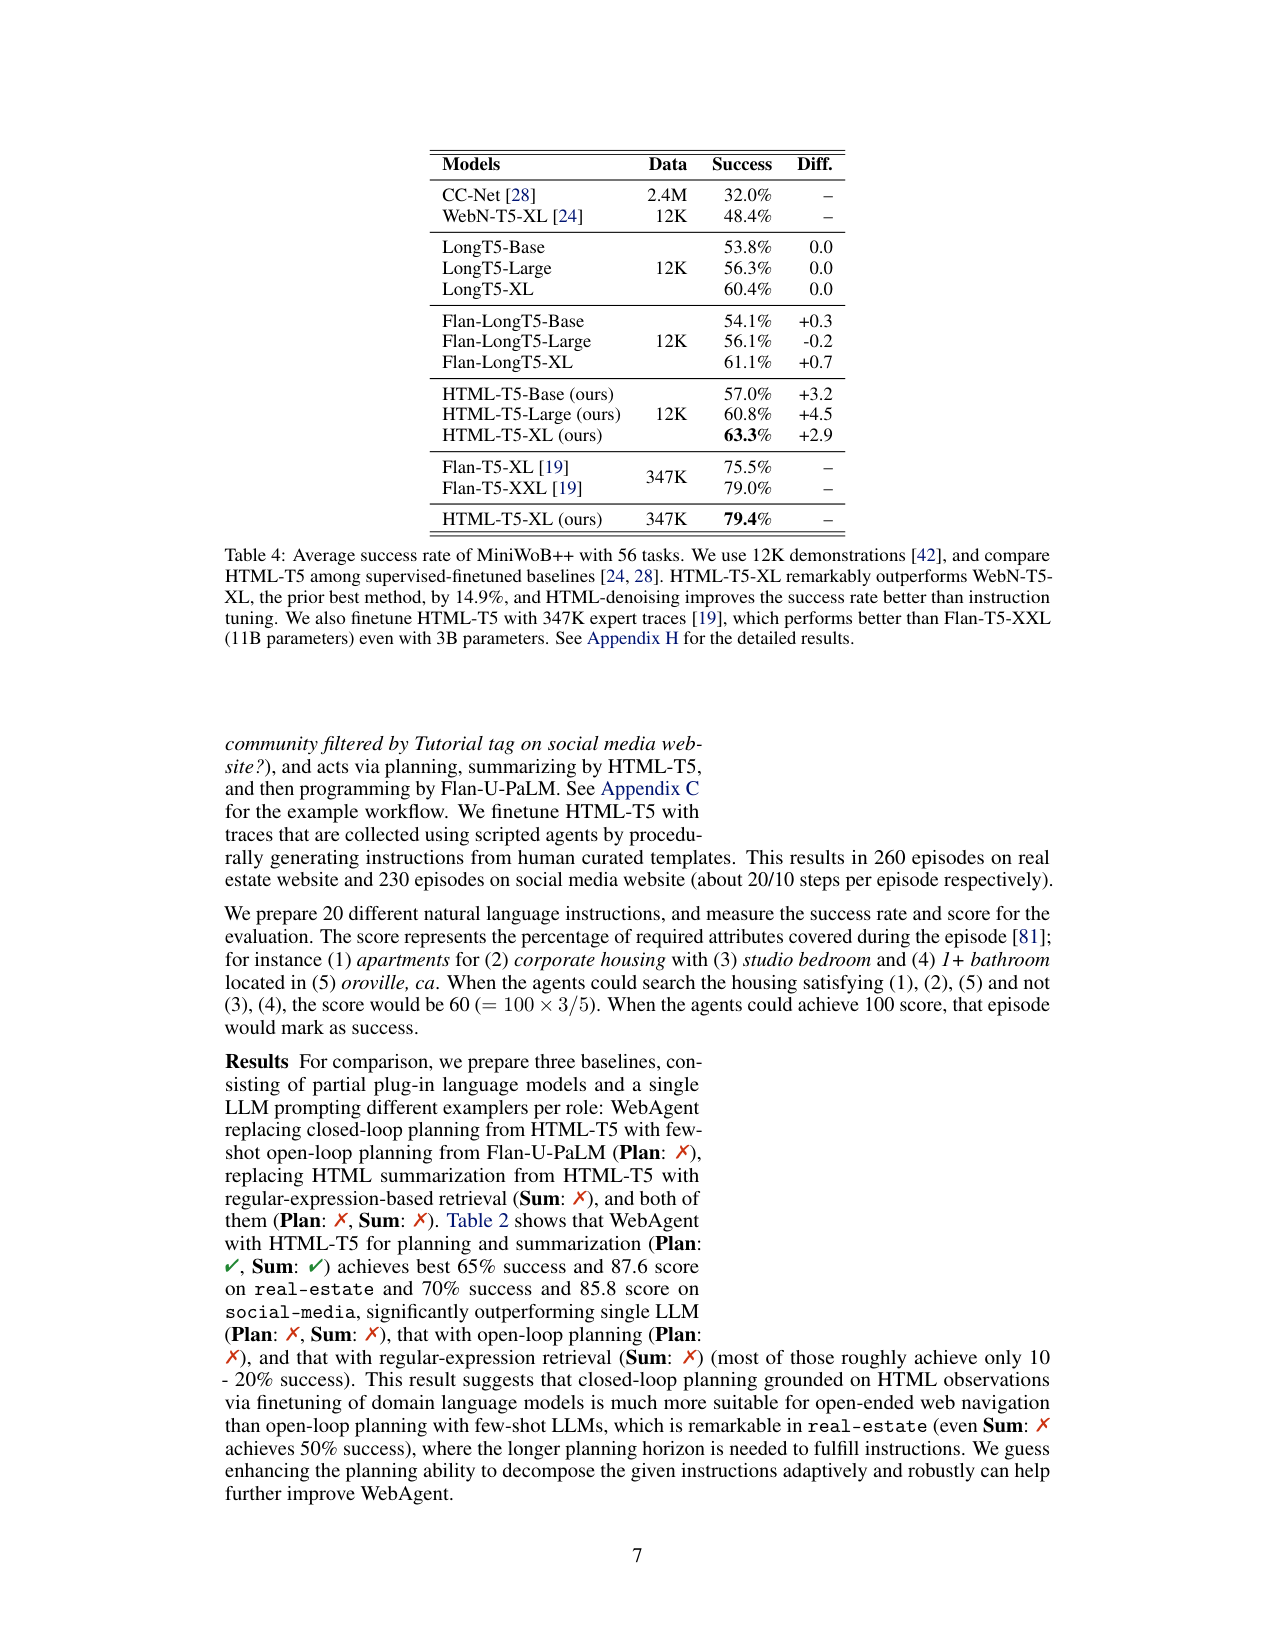 Models Data Success Diff.
CC-Net [28] 2.4M 32.0% –
WebN-T5-XL [24] 12K 48.4% –
LongT5-Base 53.8% 0.0
LongT5-Large 12K 56.3% 0.0
LongT5-XL 60.4% 0.0
Flan-LongT5-Base 54.1% +0.3
Flan-LongT5-Large 12K 56.1% -0.2
Flan-LongT5-XL 61.1% +0.7
HTML-T5-Base (ours) 57.0% +3.2
HTML-T5-Large (ours) 12K 60.8% +4.5
HTML-T5-XL (ours) 63.3% +2.9
Flan-T5-XL [19] 347K 75.5% –
Flan-T5-XXL [19] 79.0% –
HTML-T5-XL (ours) 347K 79.4% –
Table 4: Average success rate of MiniWoB++ with 56 tasks. We use 12K demonstrations [42], and compare
HTML-T5 among supervised-finetuned baselines [24, 28]. HTML-T5-XL remarkably outperforms WebN-T5-
XL, the prior best method, by 14.9%, and HTML-denoising improves the success rate better than instruction
tuning. We also finetune HTML-T5 with 347K expert traces [19], which performs better than Flan-T5-XXL
(11B parameters) even with 3B parameters. See Appendix H for the detailed results.
community filtered by Tutorial tag on social media web-
site?), and acts via planning, summarizing by HTML-T5,
and then programming by Flan-U-PaLM. See Appendix C
for the example workflow. We finetune HTML-T5 with
traces that are collected using scripted agents by procedu-
rally generating instructions from human curated templates. This results in 260 episodes on real
estate website and 230 episodes on social media website (about 20/10 steps per episode respectively).
We prepare 20 different natural language instructions, and measure the success rate and score for the
evaluation. The score represents the percentage of required attributes covered during the episode [81];
for instance (1) apartments for (2) corporate housing with (3) studio bedroom and (4) 1+ bathroom
located in (5) oroville, ca. When the agents could search the housing satisfying (1), (2), (5) and not
(3), (4), the score would be 60 (= 100 × 3/5). When the agents could achieve 100 score, that episode
would mark as success.
Results For comparison, we prepare three baselines, con-
sisting of partial plug-in language models and a single
LLM prompting different examplers per role: WebAgent
replacing closed-loop planning from HTML-T5 with few-
shot open-loop planning from Flan-U-PaLM (Plan: ✗),
replacing HTML summarization from HTML-T5 with
regular-expression-based retrieval (Sum: ✗), and both of
them (Plan: ✗, Sum: ✗). Table 2 shows that WebAgent
with HTML-T5 for planning and summarization (Plan:
✓, Sum: ✓) achieves best 65% success and 87.6 score
on real-estate and 70% success and 85.8 score on
social-media, significantly outperforming single LLM
(Plan: ✗, Sum: ✗), that with open-loop planning (Plan:
✗), and that with regular-expression retrieval (Sum: ✗) (most of those roughly achieve only 10
- 20% success). This result suggests that closed-loop planning grounded on HTML observations
via finetuning of domain language models is much more suitable for open-ended web navigation
than open-loop planning with few-shot LLMs, which is remarkable in real-estate (even Sum: ✗
achieves 50% success), where the longer planning horizon is needed to fulfill instructions. We guess
enhancing the planning ability to decompose the given instructions adaptively and robustly can help
further improve WebAgent.
7